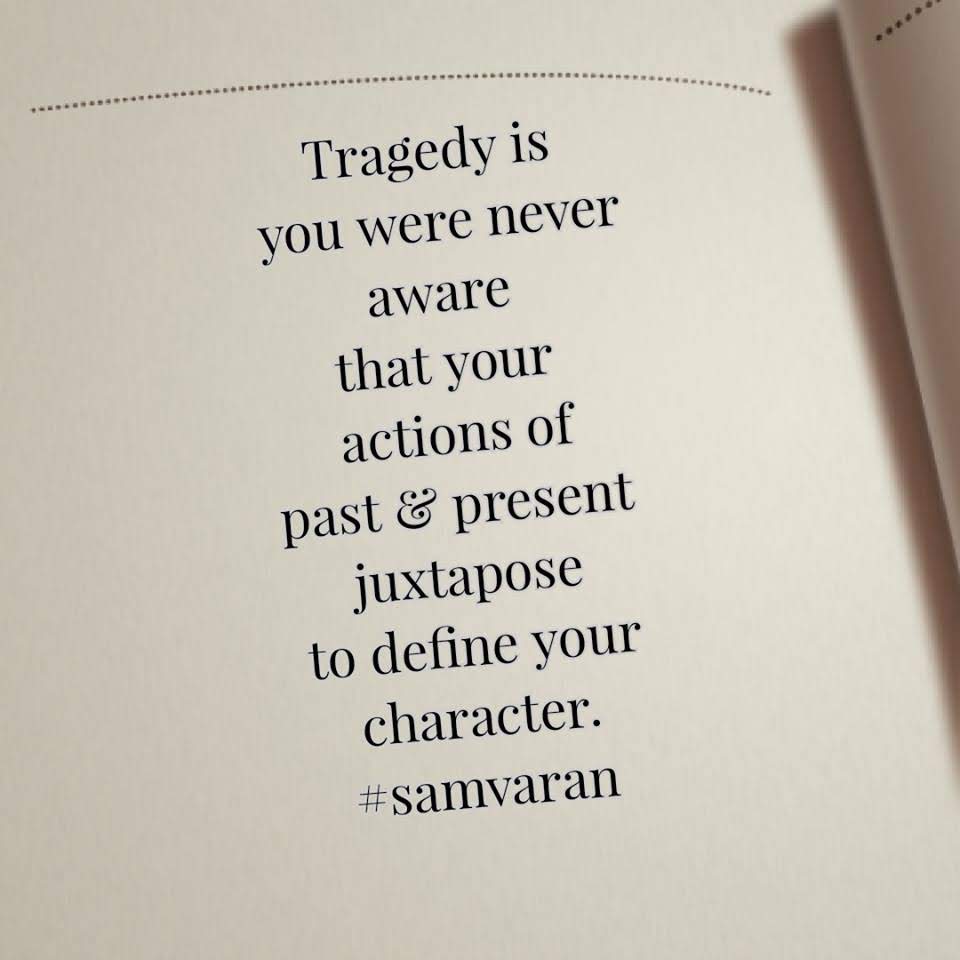 Tragedy is
you were never
aware
that your
actions of
past & present
juxtapose
to define your
character.
#samvaran